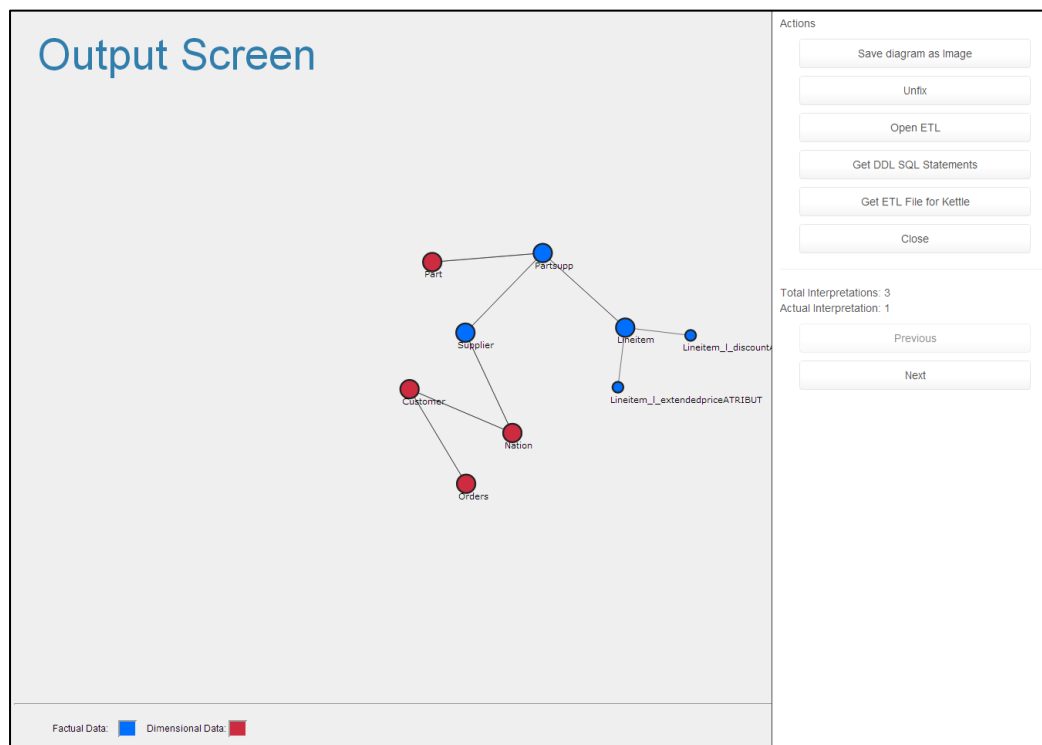 Output Screen
Part
Partsupp
Supplier
Lineitem
Lineitem_l_discountA
Lineitem_l_extendedpriceATRIBUT
Customer
Nation
Orders
Factual Data:
Dimensional Data:
Actions
Save diagram as Image
Unfix
Open ETL
Get DDL SQL Statements
Get ETL File for Kettle
Close
Total Interpretations: 3
Actual Interpretation: 1
Previous
Next